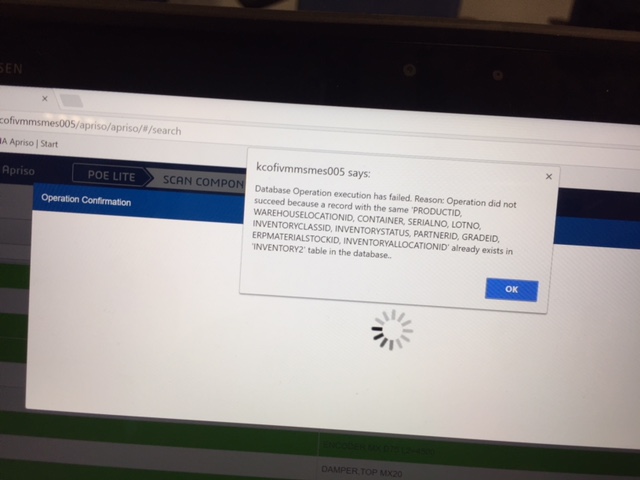 SEN
×
cofivmmsmes005/apriso/apriso/#/search
IA Apriso | Start
Apriso
POE LITE
SCAN COMPON
Operation Confirmation
kcofivmmsmes005 says:
×
Database Operation execution has failed. Reason: Operation did not
succeed because a record with the same 'PRODUCTID,
WAREHOUSELOCATIONID, CONTAINER, SERIALNO, LOTNO,
INVENTORYCLASSID, INVENTORYSTATUS, PARTNERID, GRADEID,
ERPMATERIALSTOCKID, INVENTORYALLOCATIONID' already exists in
'INVENTORY2' table in the database..
OK
DAMPER,TOP MX20